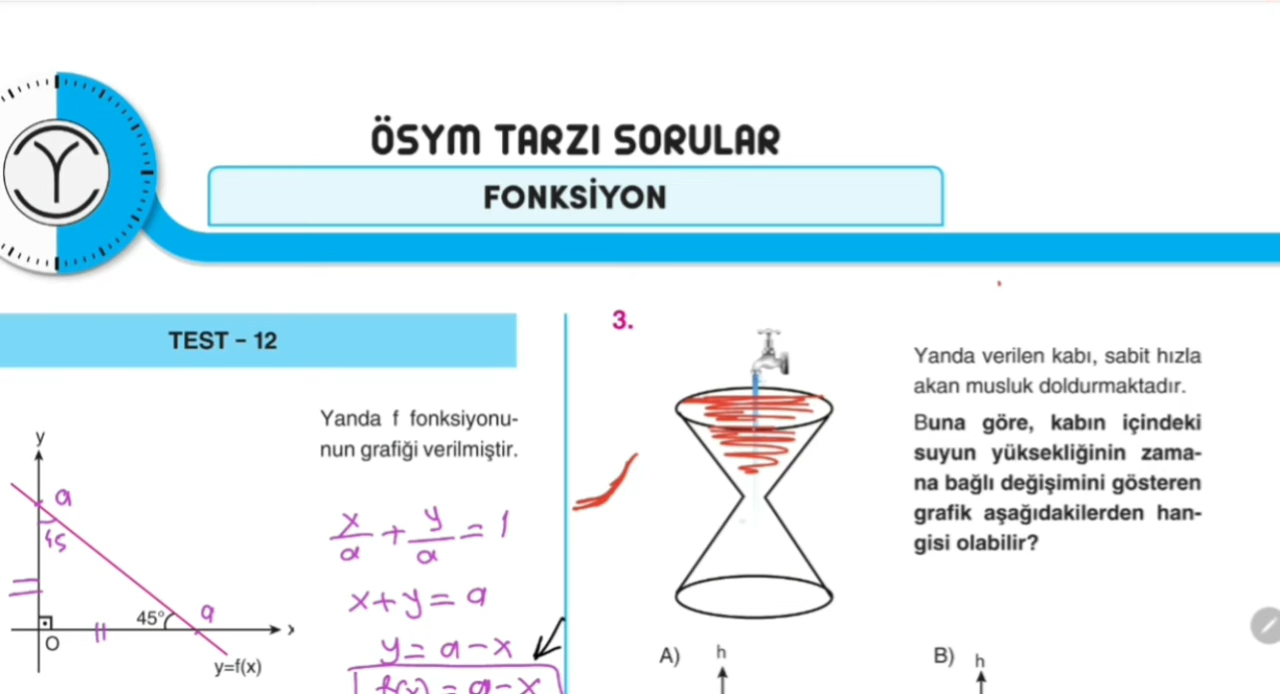 ÖSYM TARZI SORULAR
FONKSİYON
TEST – 12
Yanda f fonksiyonu-
nun grafiği verilmiştir.
y
a
45
45°
a
O
y=f(x)
x/a + y/a = 1
x+y=a
y=a-x
f(x)=a-x
3.
Yanda verilen kabı, sabit hızla
akan musluk doldurmaktadır.
Buna göre, kabın içindeki
suyun yüksekliğinin zama-
na bağlı değişimini gösteren
grafik aşağıdakilerden han-
gisi olabilir?
A) h
B) h